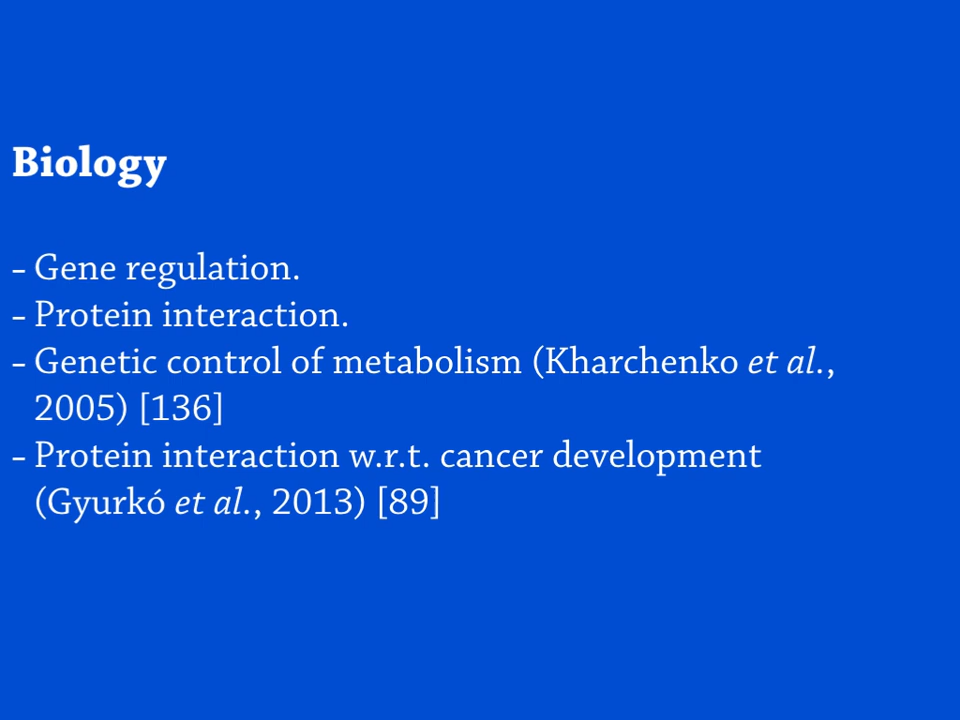 Biology
– Gene regulation.
– Protein interaction.
– Genetic control of metabolism (Kharchenko et al.,
2005) [136]
– Protein interaction w.r.t. cancer development
(Gyurkó et al., 2013) [89]